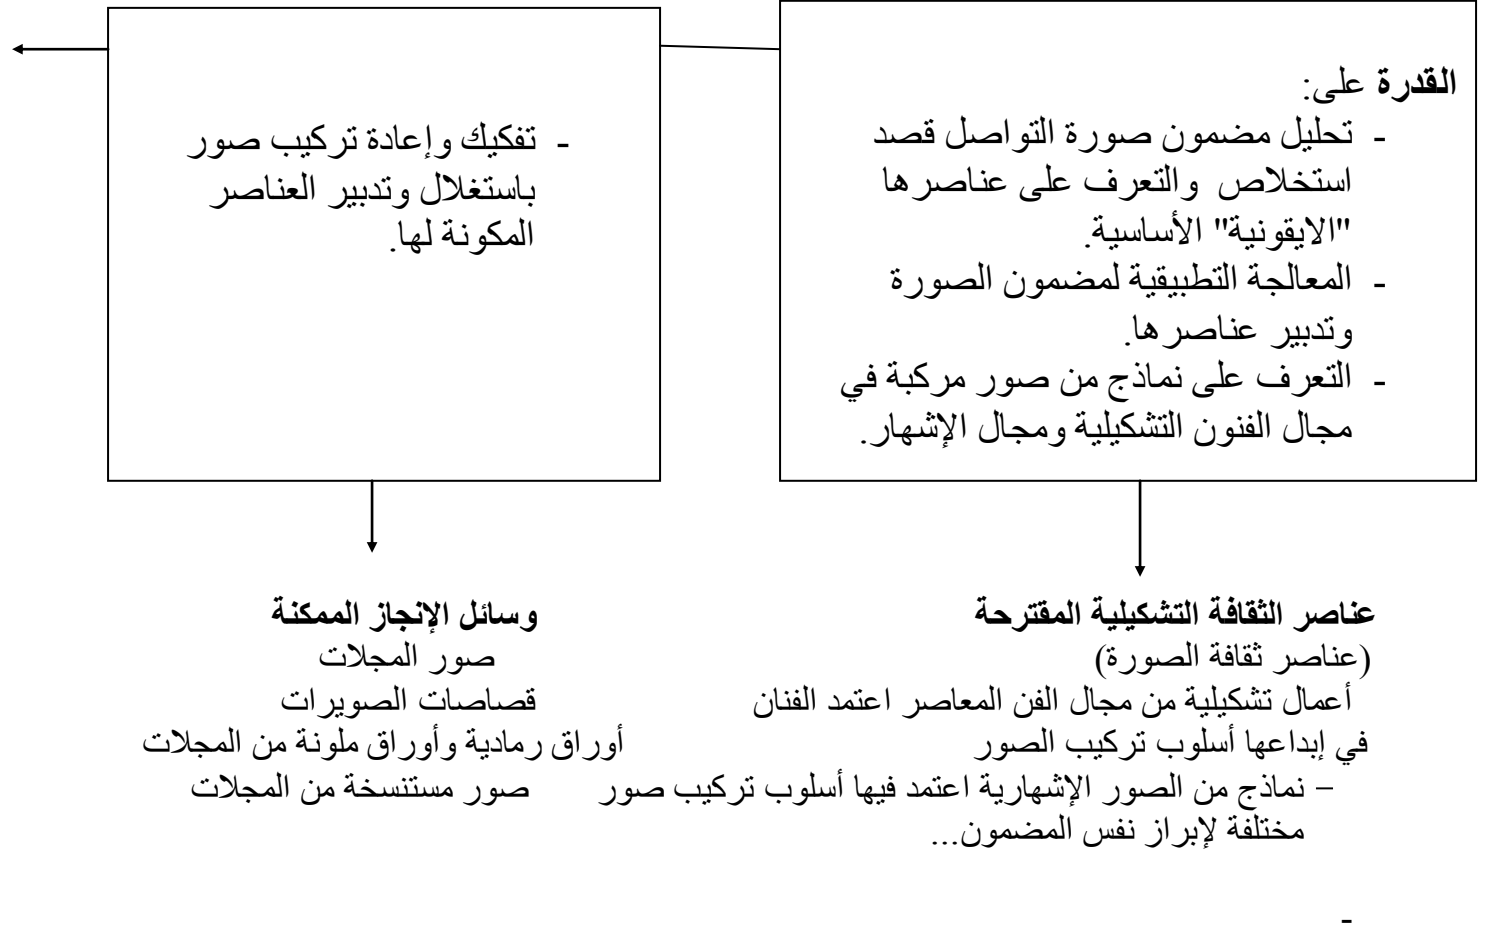 القدرة على:
- تحليل مضمون صورة التواصل قصد
استخلاص والتعرف على عناصرها
"الايقونية" الأساسية.
- المعالجة التطبيقية لمضمون الصورة
وتدبير عناصرها.
- التعرف على نماذج من صور مركبة في
مجال الفنون التشكيلية ومجال الإشهار.
- تفكيك وإعادة تركيب صور
باستغلال وتدبير العناصر
المكونة لها.
عناصر الثقافة التشكيلية المقترحة
(عناصر ثقافة الصورة)
أعمال تشكيلية من مجال الفن المعاصر اعتمد الفنان
في إبداعها أسلوب تركيب الصور
– نماذج من الصور الإشهارية اعتمد فيها أسلوب تركيب صور
مختلفة لإبراز نفس المضمون...
-
وسائل الإنجاز الممكنة
صور المجلات
قصاصات الصويرات
أوراق رمادية وأوراق ملونة من المجلات
صور مستنسخة من المجلات